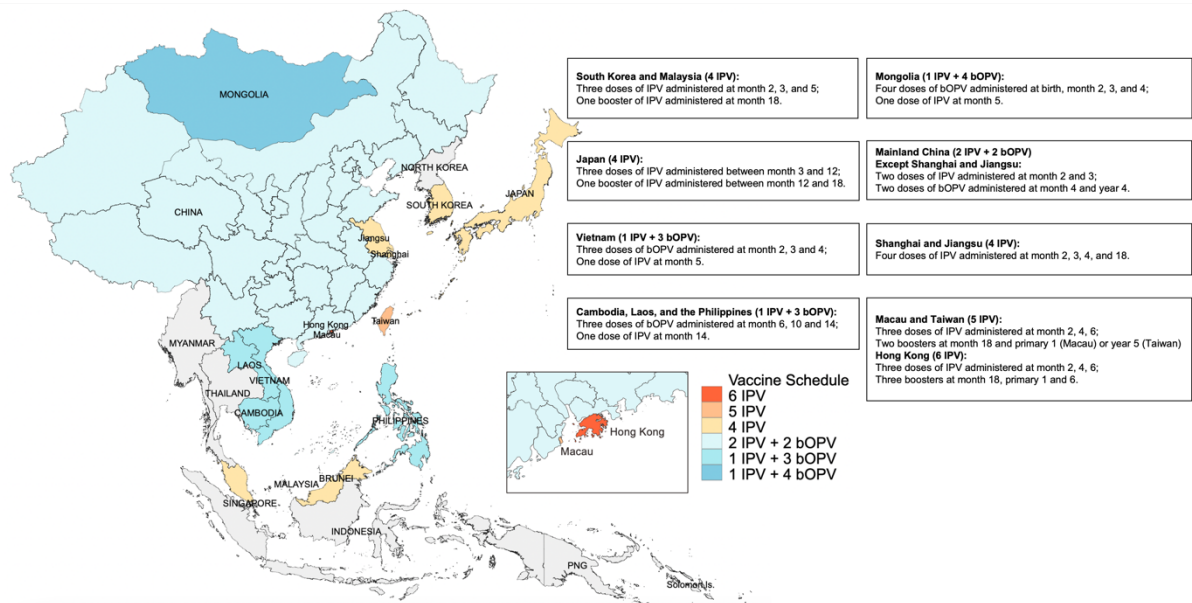 MONGOLIA
NORTH KOREA
JAPAN
SOUTH KOREA
CHINA
Jiangsu
Shanghai
Hong Kong
Macau
Taiwan
MYANMAR
LAOS
VIETNAM
THAILAND
CAMBODIA
PHILIPPINES
MALAYSIA
BRUNEI
SINGAPORE
INDONESIA
PNG
Solomon Is.
South Korea and Malaysia (4 IPV):
Three doses of IPV administered at month 2, 3, and 5;
One booster of IPV administered at month 18.
Mongolia (1 IPV + 4 bOPV):
Four doses of bOPV administered at birth, month 2, 3, and 4;
One dose of IPV at month 5.
Japan (4 IPV):
Three doses of IPV administered between month 3 and 12;
One booster of IPV administered between month 12 and 18.
Mainland China (2 IPV + 2 bOPV)
Except Shanghai and Jiangsu:
Two doses of IPV administered at month 2 and 3;
Two doses of bOPV administered at month 4 and year 4.
Vietnam (1 IPV + 3 bOPV):
Three doses of bOPV administered at month 2, 3 and 4;
One dose of IPV at month 5.
Shanghai and Jiangsu (4 IPV):
Four doses of IPV administered at month 2, 3, 4, and 18.
Cambodia, Laos, and the Philippines (1 IPV + 3 bOPV):
Three doses of bOPV administered at month 6, 10 and 14;
One dose of IPV at month 14.
Macau and Taiwan (5 IPV):
Three doses of IPV administered at month 2, 4, 6;
Two boosters at month 18 and primary 1 (Macau) or year 5 (Taiwan)
Hong Kong (6 IPV):
Three doses of IPV administered at month 2, 4, 6;
Three boosters at month 18, primary 1 and 6.
Hong Kong
Macau
Vaccine Schedule
6 IPV
5 IPV
4 IPV
2 IPV + 2 bOPV
1 IPV + 3 bOPV
1 IPV + 4 bOPV